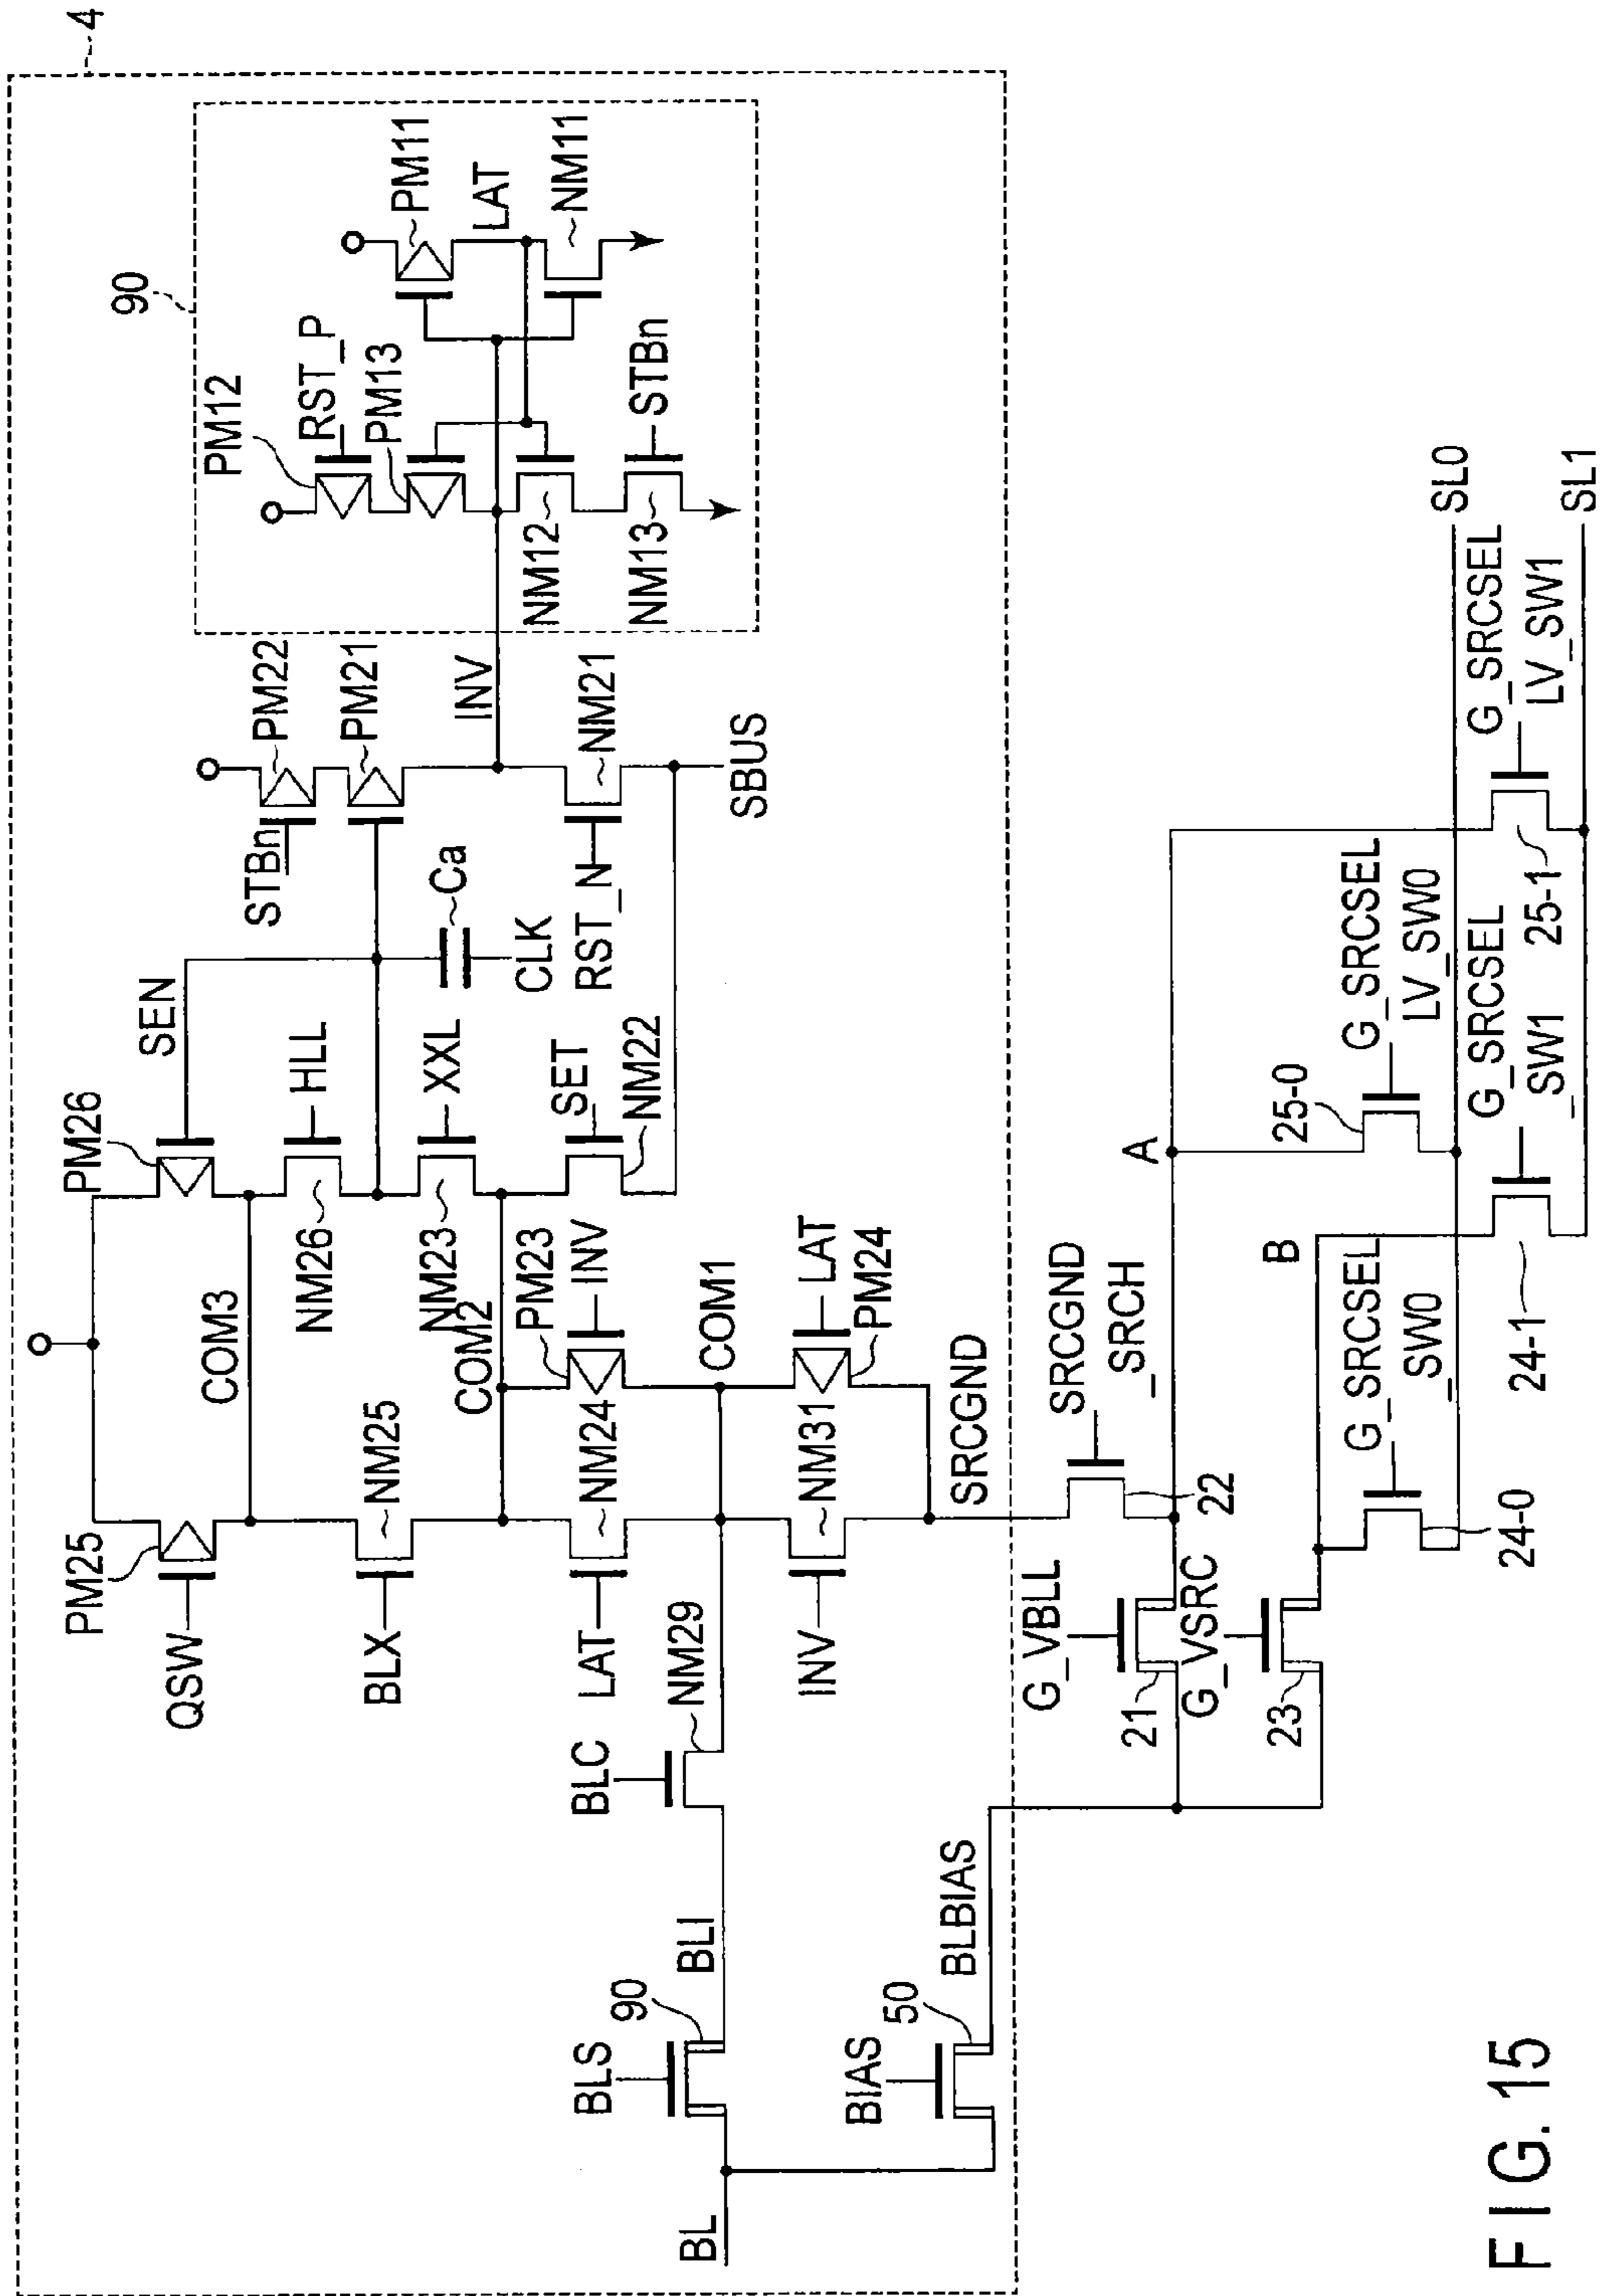 4
90
PM12
RST_P
PM13
PM11
LAT
NM11
NM12
NM13
STBn
STBn
PM22
PM21
INV
NM21
RST_N
SBUS
SEN
Ca
CLK
PM26
HLL
NM26
XXL
NM23
SET
NM22
COM3
COM2
PM25
QSW
NM25
BLX
NM24
LAT
PM23
INV
COM1
LAT
PM24
NM31
INV
SRCGND
NM29
BLC
BLI
BLS
90
BL
BIAS
50
BLBIAS
SRCGND
_SRCH
22
G_VBLL
21
G_VSRC
23
A
B
25-0
G_SRCSEL
LV_SW0
G_SRCSEL
LV_SW1
25-1
G_SRCSEL
_SW0
24-0
G_SRCSEL
_SW1
24-1
SL0
SL1
FIG. 15